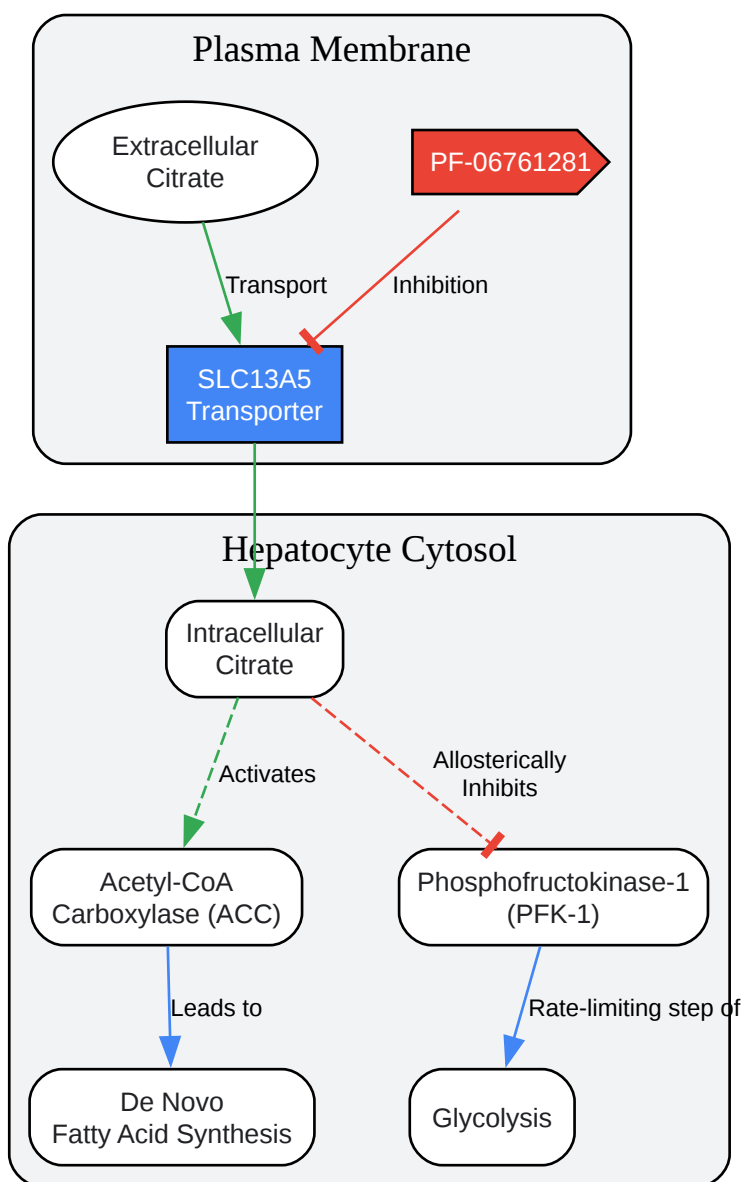 Plasma Membrane
Extracellular
Citrate
PF-06761281
Transport
Inhibition
SLC13A5
Transporter
Hepatocyte Cytosol
Intracellular
Citrate
Activates
Allosterically
Inhibits
Acetyl-CoA
Carboxylase (ACC)
Phosphofructokinase-1
(PFK-1)
Leads to
Rate-limiting step of
De Novo
Fatty Acid Synthesis
Glycolysis